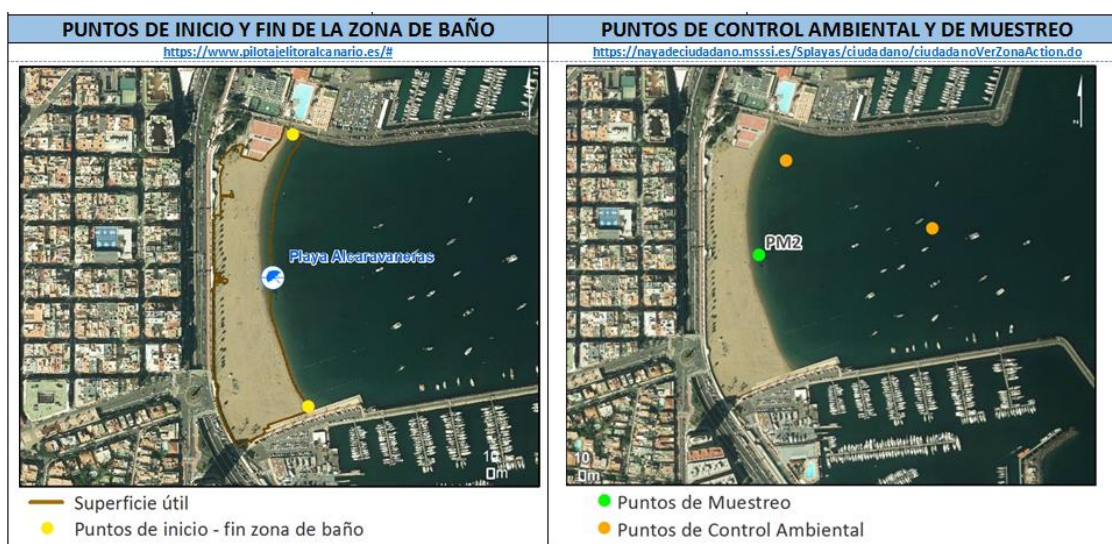 PUNTOS DE INICIO Y FIN DE LA ZONA DE BAÑO
https://www.pilotajelitoralcanario.es/#
Playa Alcaravaneras
10
0m
Superficie útil
Puntos de inicio - fin zona de baño
PUNTOS DE CONTROL AMBIENTAL Y DE MUESTREO
https://nayadeciudadano.msssi.es/Splayas/ciudadano/ciudadanoVerZonaAction.do
Z
PM2
10
0m
Puntos de Muestreo
Puntos de Control Ambiental